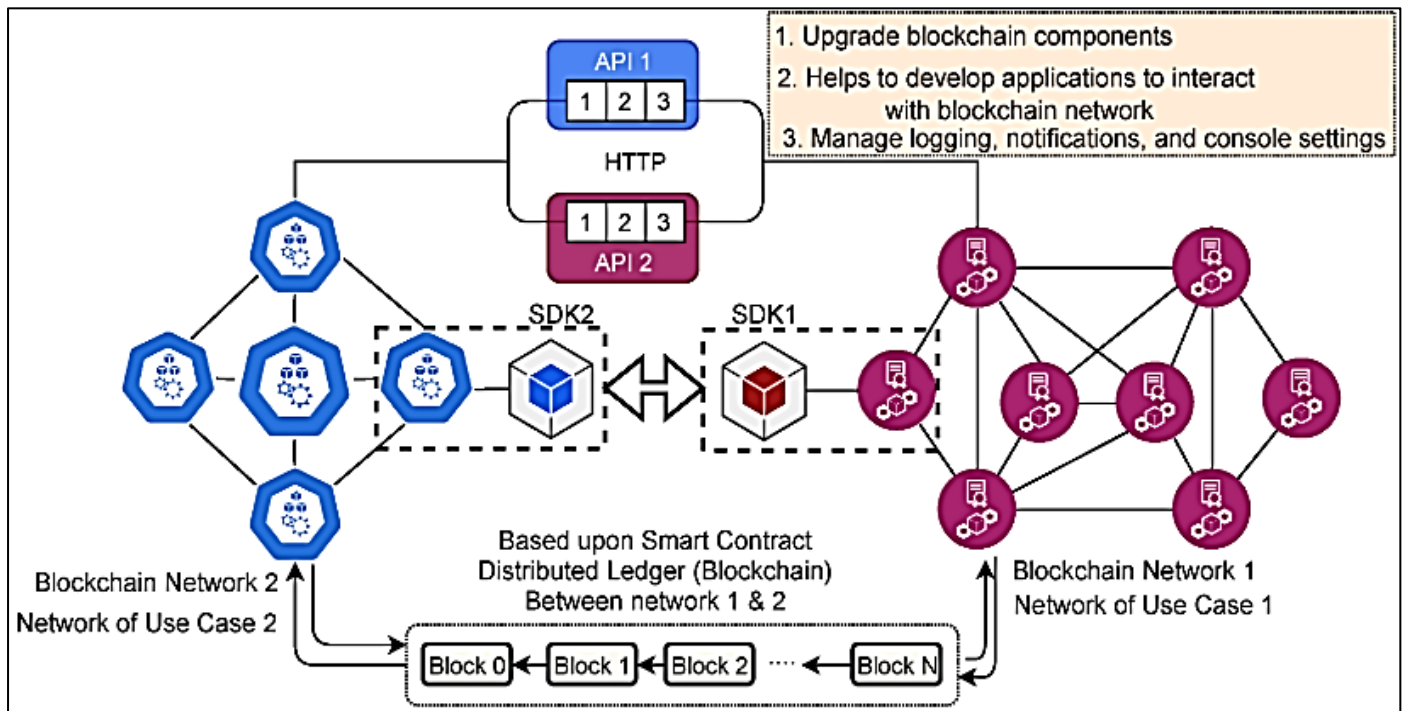 API 1
1 2 3
HTTP
1 2 3
API 2
1. Upgrade blockchain components
2. Helps to develop applications to interact
with blockchain network
3. Manage logging, notifications, and console settings
SDK2
SDK1
Based upon Smart Contract
Distributed Ledger (Blockchain)
Between network 1 & 2
Blockchain Network 2
Network of Use Case 2
Blockchain Network 1
Network of Use Case 1
Block 0
Block 1
Block 2
....
Block N